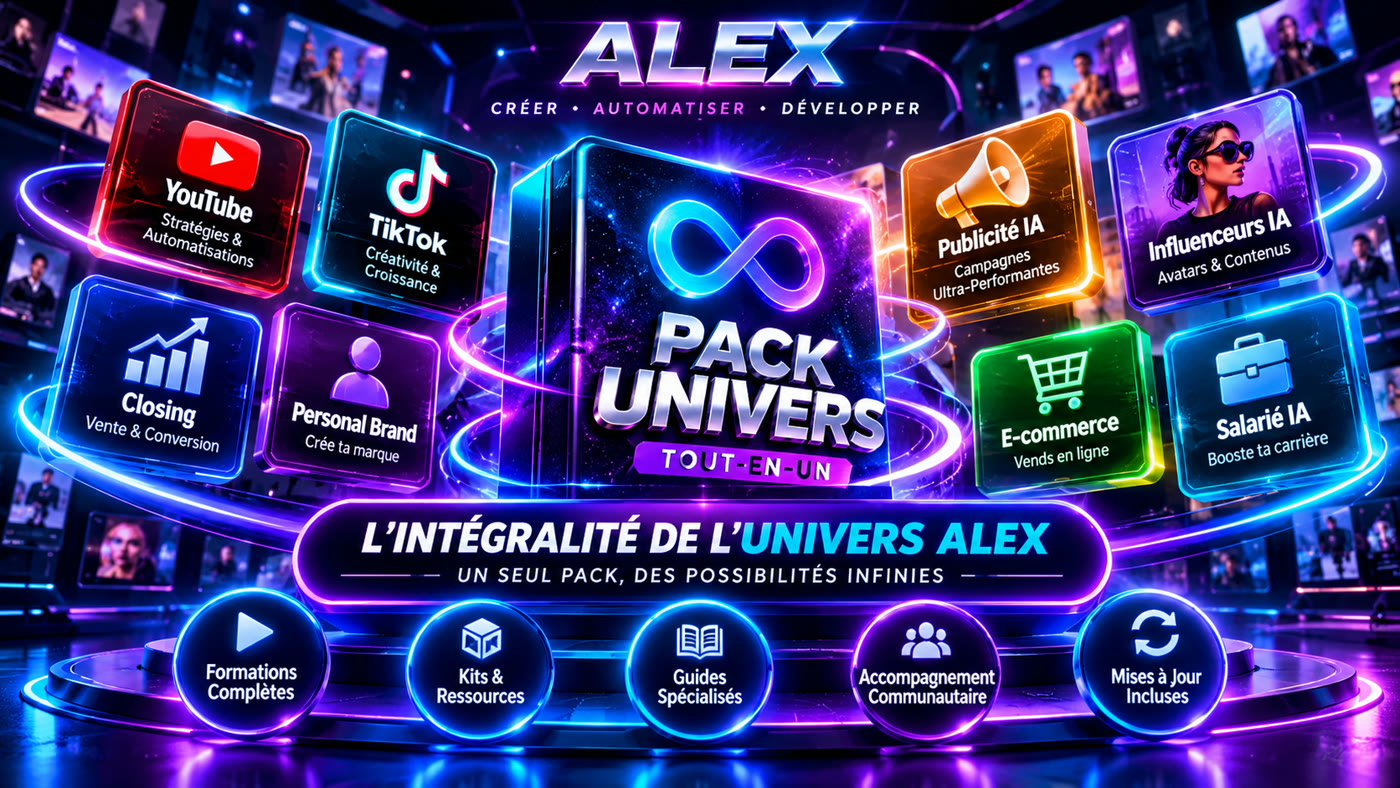 ALEX
CRÉER • AUTOMATISER • DÉVELOPPER
YouTube
Stratégies &
Automatisations
TikTok
Créativité &
Croissance
Closing
Vente & Conversion
Personal Brand
Crée ta marque
PACK
UNIVERS
TOUT-EN-UN
Publicité IA
Campagnes
Ultra-Performantes
Influenceurs IA
Avatars & Contenus
E-commerce
Vends en ligne
Salarié IA
Booste ta carrière
L'INTÉGRALITÉ DE L'UNIVERS ALEX
UN SEUL PACK, DES POSSIBILITÉS INFINIES
Formations
Complètes
Kits &
Ressources
Guides
Spécialisés
Accompagnement
Communautaire
Mises à Jour
Incluses